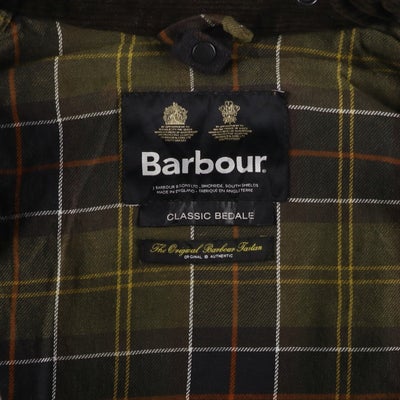 Barbour
J. BARBOUR & SONS LTD., SIMONSIDE, SOUTH SHIELDS
MADE IN ENGLAND - FABRIQUÉ EN ANGLETERRE
CLASSIC BEDALE
The Original Barbour Tartan
ORIGINAL & AUTHENTIC